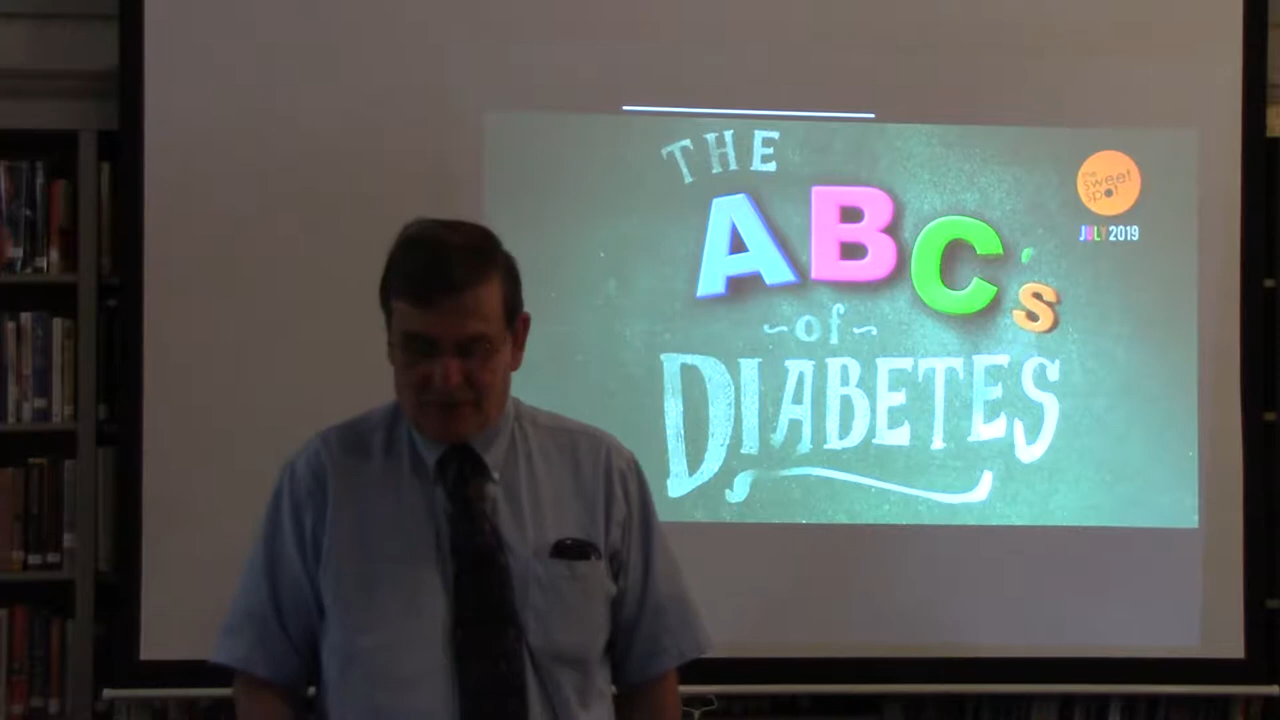 THE
ABC's
~of~
DIABETES
the
sweet
spot
JULY 2019